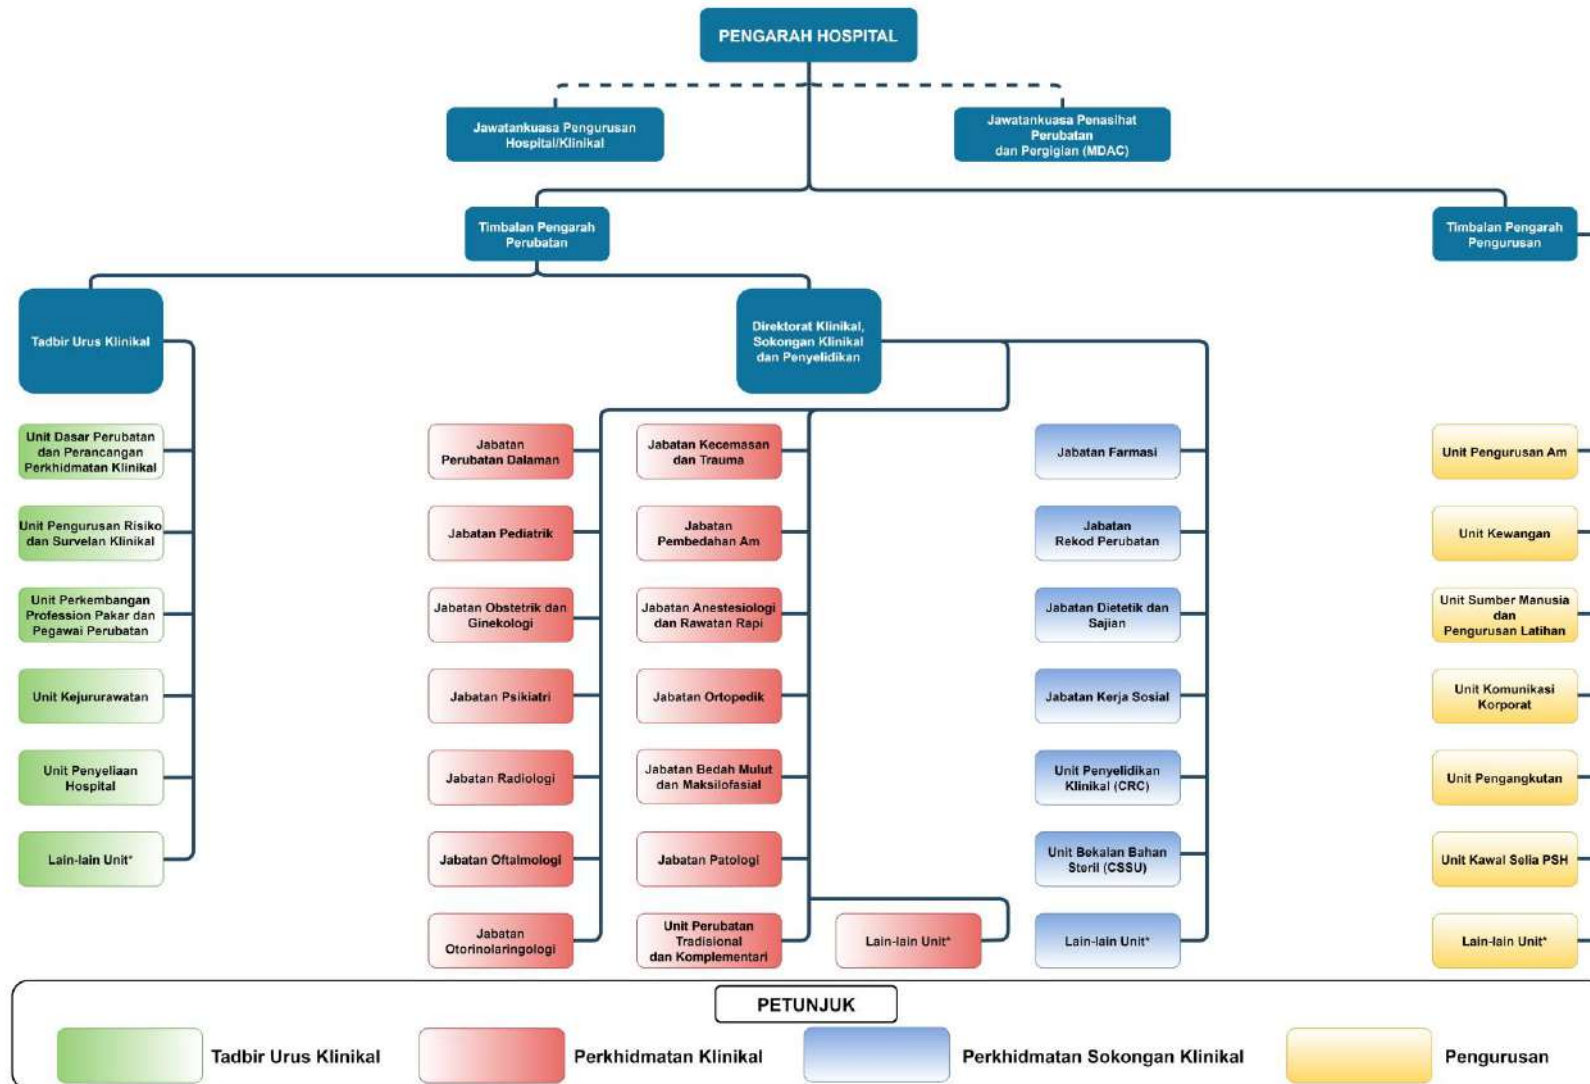 PENGARAH HOSPITAL
Jawatankuasa Pengurusan
Hospital/Klinikal
Jawatankuasa Penasihat
Perubatan
dan Pergigian (MDAC)
Timbalan Pengarah
Perubatan
Timbalan Pengarah
Pengurusan
Tadbir Urus Klinikal
Direktorat Klinikal,
Sokongan Klinikal
dan Penyelidikan
Unit Dasar Perubatan
dan Perancangan
Perkhidmatan Klinikal
Unit Pengurusan Risiko
dan Survelan Klinikal
Unit Perkembangan
Profession Pakar dan
Pegawai Perubatan
Unit Kejururawatan
Unit Penyeliaan
Hospital
Lain-lain Unit*
Jabatan
Perubatan Dalaman
Jabatan Pediatrik
Jabatan Obstetrik dan
Ginekologi
Jabatan Psikiatri
Jabatan Radiologi
Jabatan Oftalmologi
Jabatan
Otorinolaringologi
Jabatan Kecemasan
dan Trauma
Jabatan
Pembedahan Am
Jabatan Anestesiologi
dan Rawatan Rapi
Jabatan Ortopedik
Jabatan Bedah Mulut
dan Maksilofasial
Jabatan Patologi
Unit Perubatan
Tradisional
dan Komplementari
Lain-lain Unit*
Jabatan Farmasi
Jabatan
Rekod Perubatan
Jabatan Dietetik dan
Sajian
Jabatan Kerja Sosial
Unit Penyelidikan
Klinikal (CRC)
Unit Bekalan Bahan
Steril (CSSU)
Lain-lain Unit*
Unit Pengurusan Am
Unit Kewangan
Unit Sumber Manusia
dan
Pengurusan Latihan
Unit Komunikasi
Korporat
Unit Pengangkutan
Unit Kawal Selia PSH
Lain-lain Unit*
PETUNJUK
Tadbir Urus Klinikal
Perkhidmatan Klinikal
Perkhidmatan Sokongan Klinikal
Pengurusan